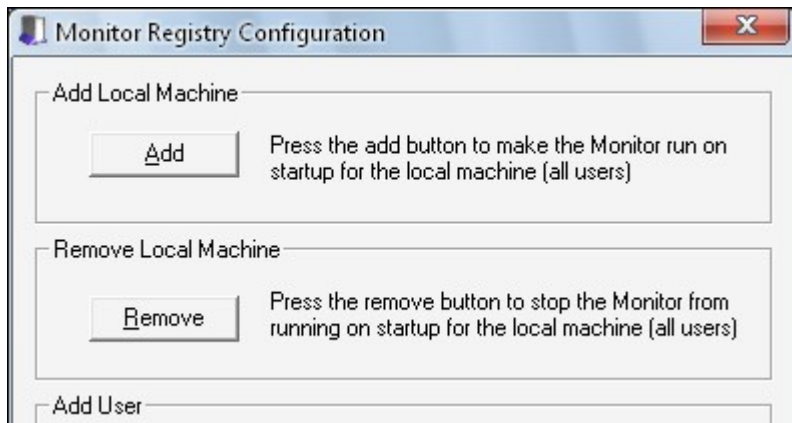 Monitor Registry Configuration
Add Local Machine
Add
Press the add button to make the Monitor run on
startup for the local machine (all users)
Remove Local Machine
Remove
Press the remove button to stop the Monitor from
running on startup for the local machine (all users)
Add User